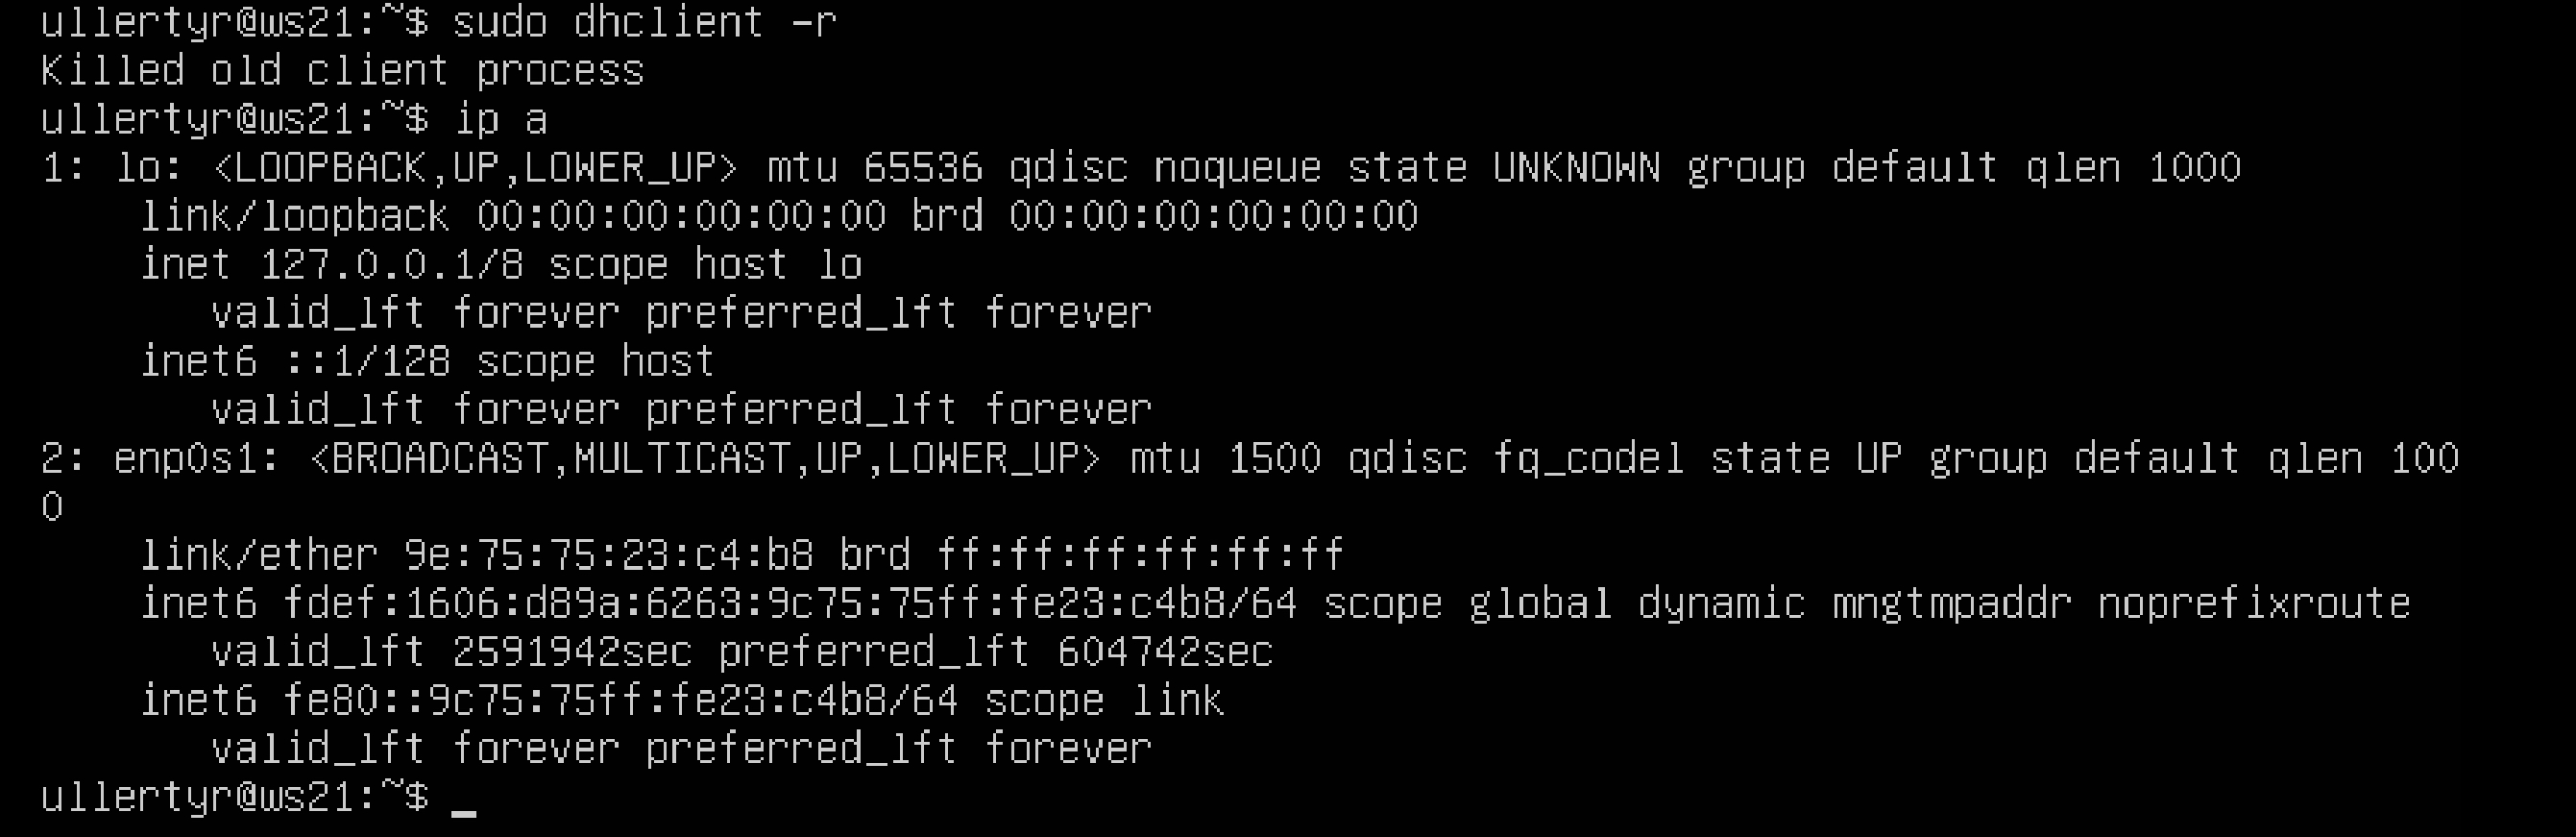 ullertyr@ws21:~$ sudo dhclient -r
Killed old client process
ullertyr@ws21:~$ ip a
1: lo: <LOOPBACK,UP,LOWER_UP> mtu 65536 qdisc noqueue state UNKNOWN group default qlen 1000
    link/loopback 00:00:00:00:00:00 brd 00:00:00:00:00:00
    inet 127.0.0.1/8 scope host lo
       valid_lft forever preferred_lft forever
    inet6 ::1/128 scope host
       valid_lft forever preferred_lft forever
2: enp0s1: <BROADCAST,MULTICAST,UP,LOWER_UP> mtu 1500 qdisc fq_codel state UP group default qlen 100
0
    link/ether 9e:75:75:23:c4:b8 brd ff:ff:ff:ff:ff:ff
    inet6 fdef:1606:d89a:6263:9c75:75ff:fe23:c4b8/64 scope global dynamic mngtmpaddr noprefixroute
       valid_lft 2591942sec preferred_lft 604742sec
    inet6 fe80::9c75:75ff:fe23:c4b8/64 scope link
       valid_lft forever preferred_lft forever
ullertyr@ws21:~$ _